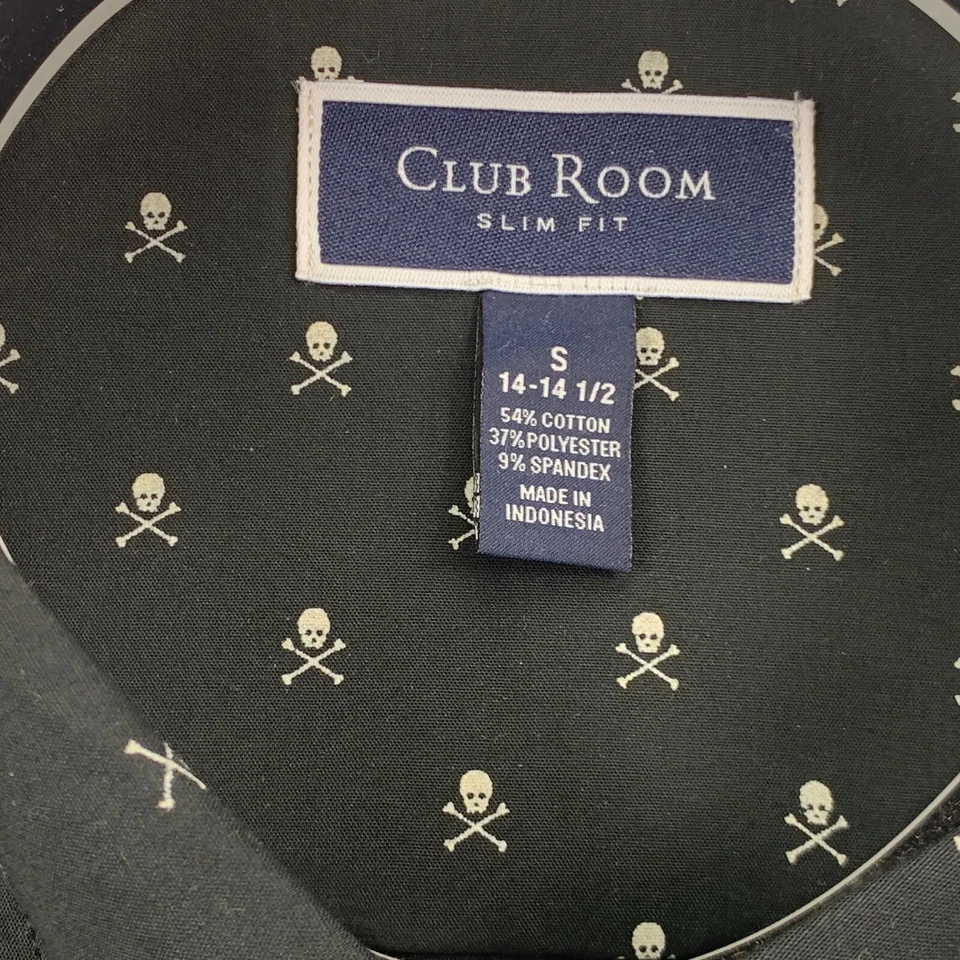 CLUB ROOM
SLIM FIT
S
14-14 1/2
54% COTTON
37% POLYESTER
9% SPANDEX
MADE IN
INDONESIA